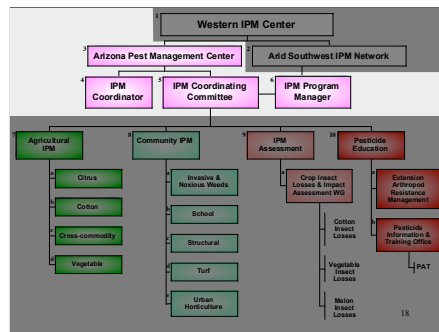 1
Western IPM Center
3
Arizona Pest Management Center
2
Arid Southwest IPM Network
4
IPM
Coordinator
5
IPM Coordinating
Committee
6
IPM Program
Manager
7
Agricultural
IPM
a
Citrus
b
Cotton
c
Cross-commodity
d
Vegetable
8
Community IPM
a
Invasive &
Noxious Weeds
b
School
c
Structural
d
Turf
e
Urban
Horticulture
9
IPM
Assessment
a
Crop Insect
Losses & Impact
Assessment WG
Cotton
Insect
Losses
Vegetable
Insect
Losses
Melon
Insect
Losses
10
Pesticide
Education
a
Extension
Arthropod
Resistance
Management
b
Pesticide
Information &
Training Office
PAT
18